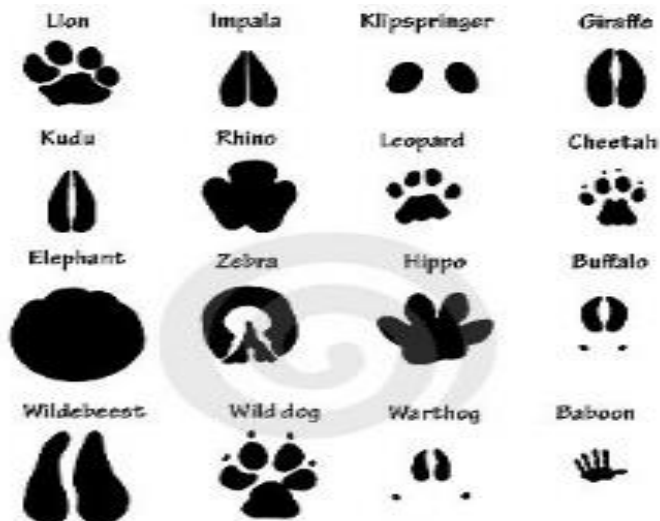 Lion Impala Klipspringer Giraffe
Kudu Rhino Leopard Cheetah
Elephant Zebra Hippo Buffalo
Wildebeest Wild dog Warthog Baboon